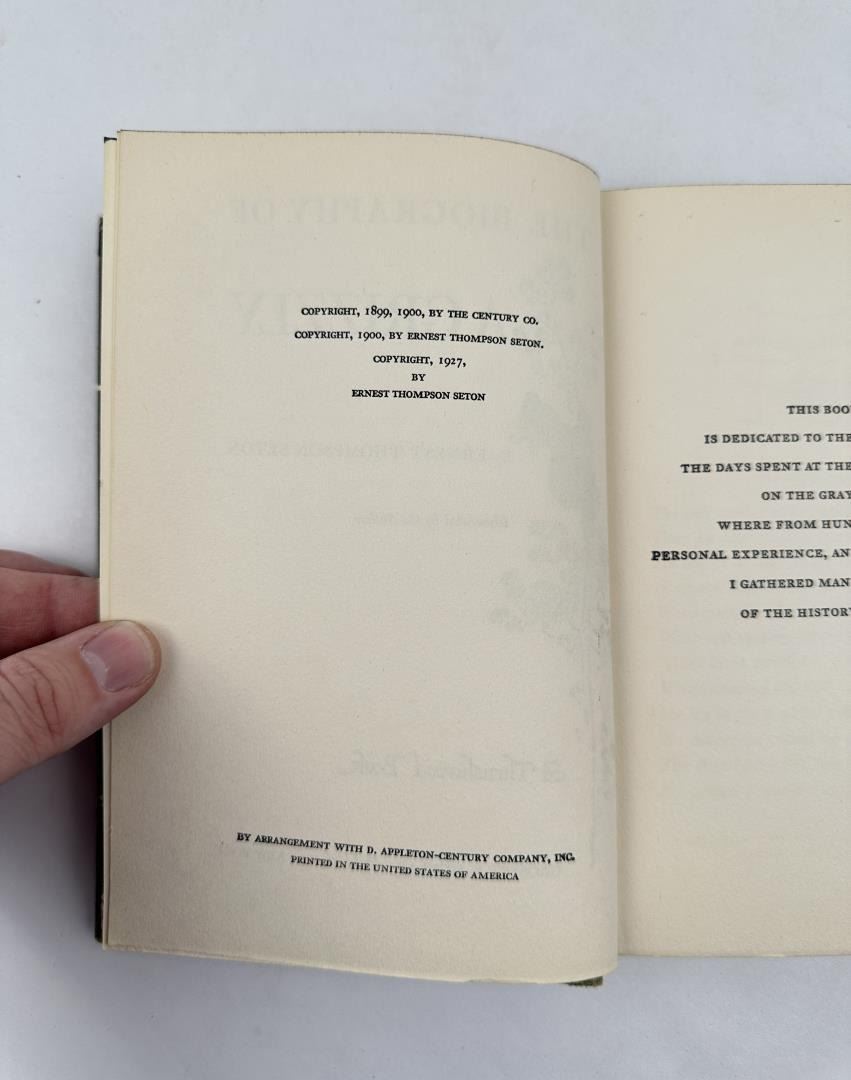 COPYRIGHT, 1899, 1900, BY THE CENTURY CO.
COPYRIGHT, 1900, BY ERNEST THOMPSON SETON.
COPYRIGHT, 1927,
BY
ERNEST THOMPSON SETON
BY ARRANGEMENT WITH D. APPLETON-CENTURY COMPANY, INC.
PRINTED IN THE UNITED STATES OF AMERICA
THIS BOO
IS DEDICATED TO THE
THE DAYS SPENT AT THE
ON THE GRAY
WHERE FROM HUN
PERSONAL EXPERIENCE, AN
I GATHERED MAN
OF THE HISTORY